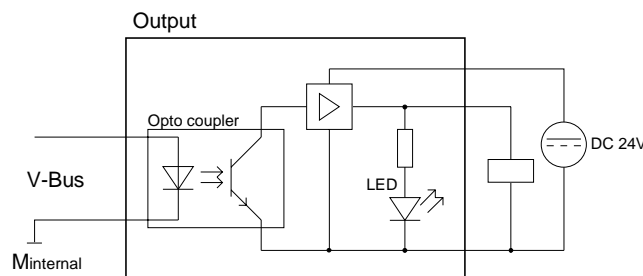 Output
Opto coupler
DC 24V
V-Bus
LED
Minternal